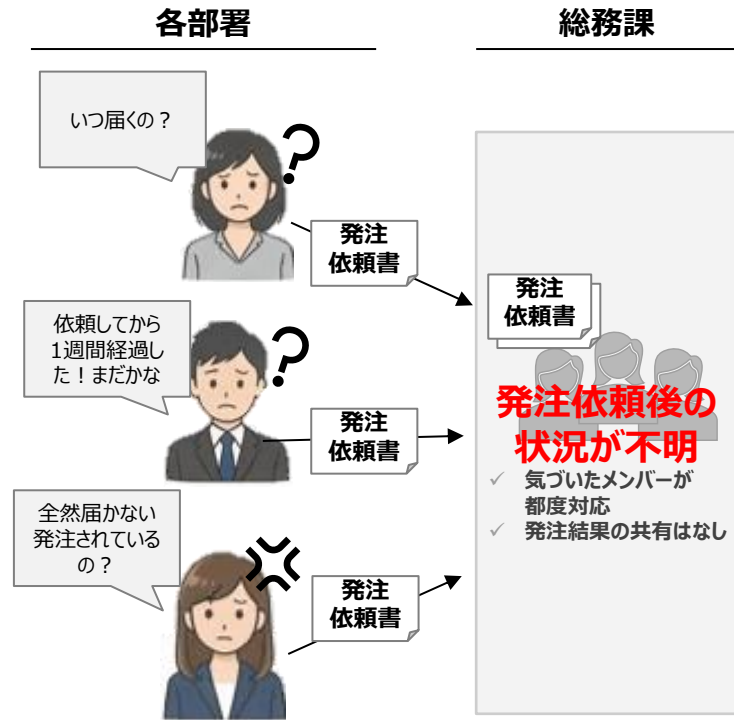 各部署
総務課
いつ届くの？
？
発注
依頼書
発注
依頼書
依頼してから
1週間経過し
た！まだかな
？
発注
依頼書
発注依頼後の
状況が不明
✓ 気づいたメンバーが
都度対応
✓ 発注結果の共有はなし
全然届かない
発注されている
の？
発注
依頼書